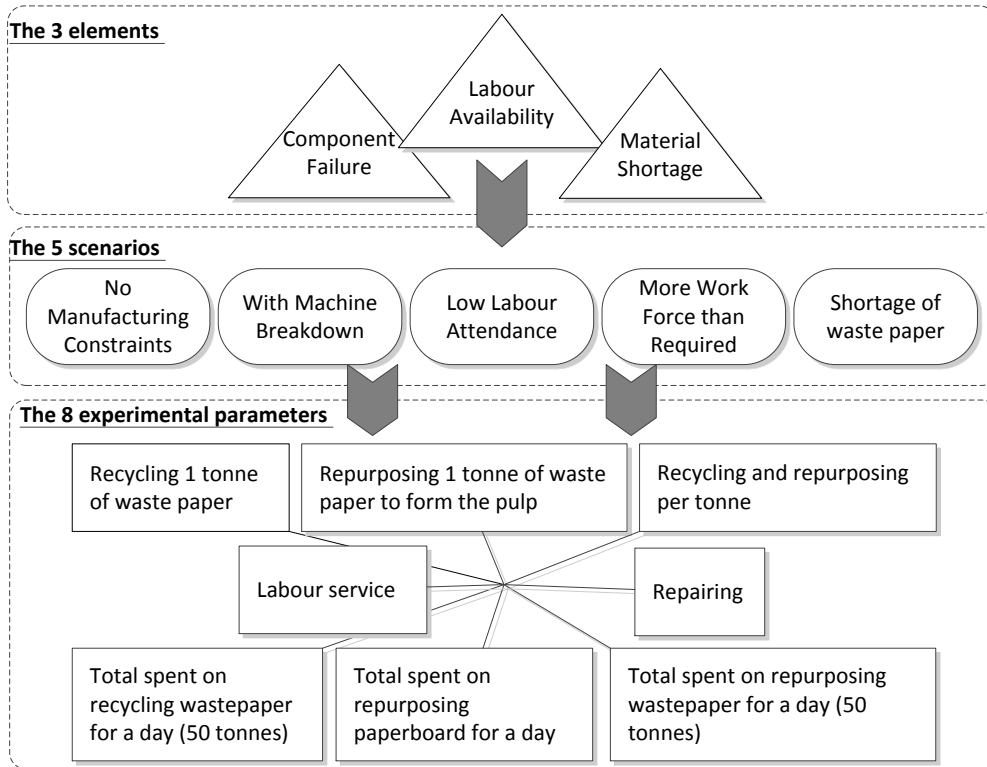 The 3 elements
Labour
Availability
Component
Failure
Material
Shortage
The 5 scenarios
No
Manufacturing
Constraints
With Machine
Breakdown
Low Labour
Attendance
More Work
Force than
Required
Shortage of
waste paper
The 8 experimental parameters
Recycling 1 tonne
of waste paper
Repurposing 1 tonne of waste
paper to form the pulp
Recycling and repurposing
per tonne
Labour service
Repairing
Total spent on
recycling wastepaper
for a day (50 tonnes)
Total spent on
repurposing
paperboard for a day
Total spent on repurposing
wastepaper for a day (50
tonnes)